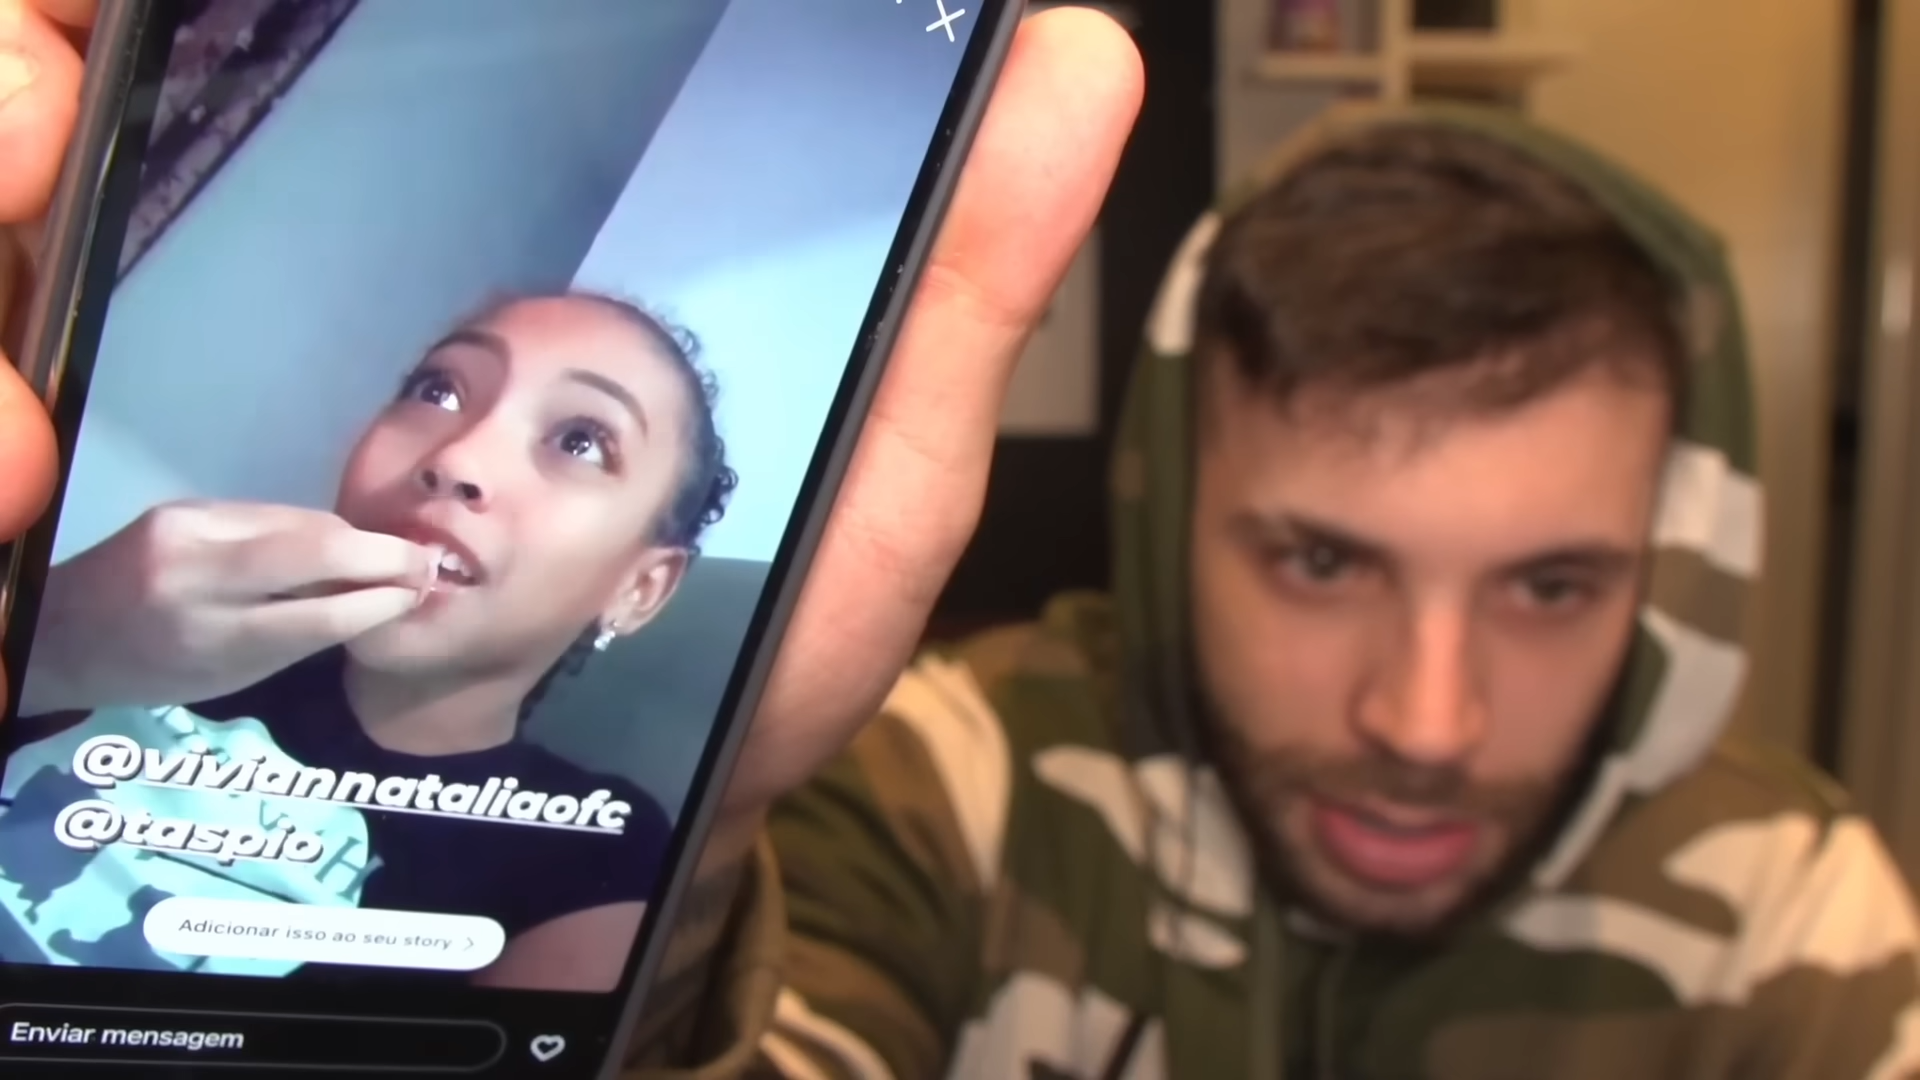 @viviannataliaofc
@taspio
Adicionar isso ao seu story >
Enviar mensagem